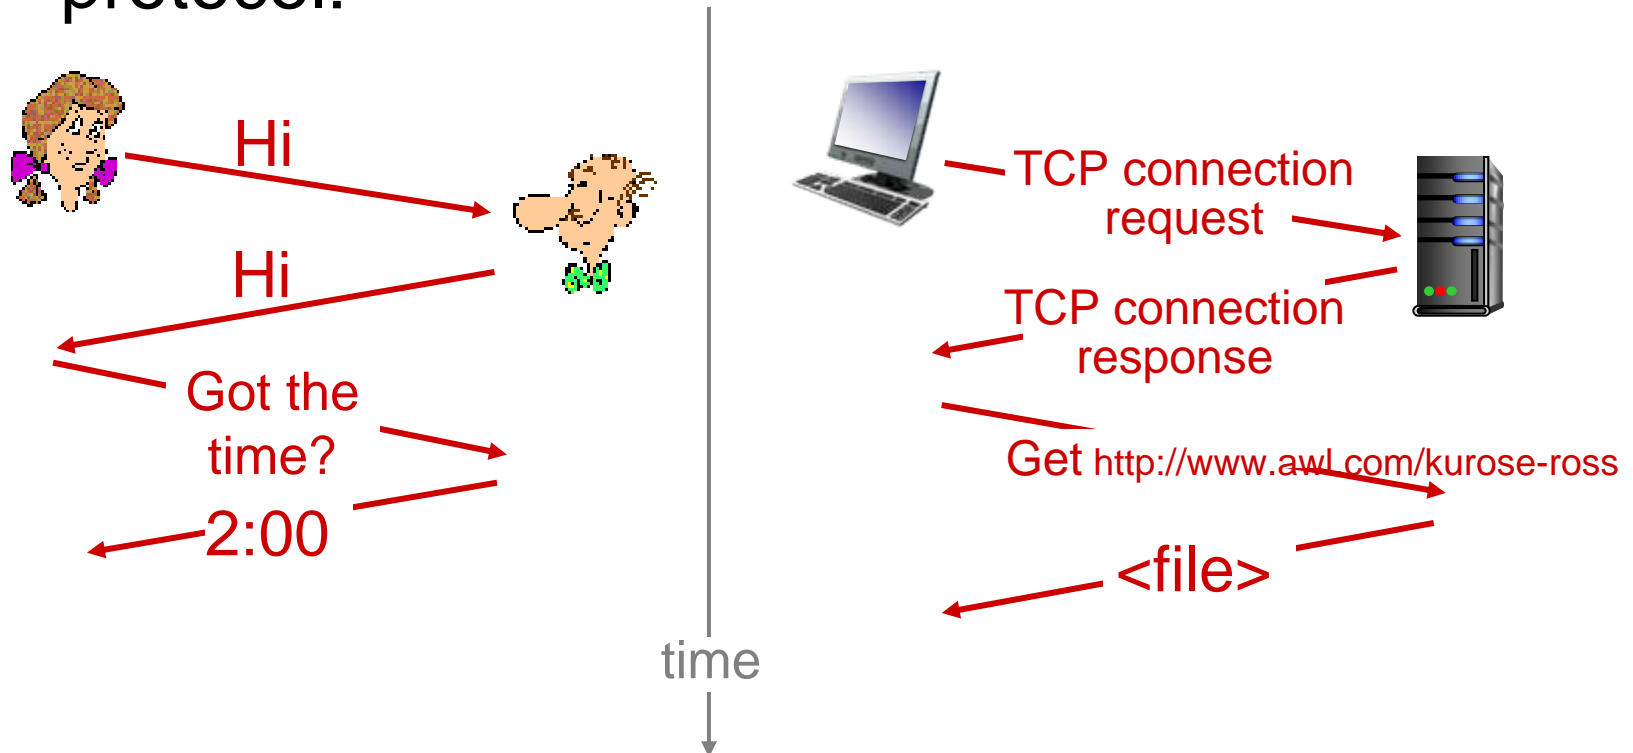 protocol:
Hi
Hi
Got the
time?
2:00
TCP connection
request
TCP connection
response
Get http://www.awl.com/kurose-ross
<file>
time